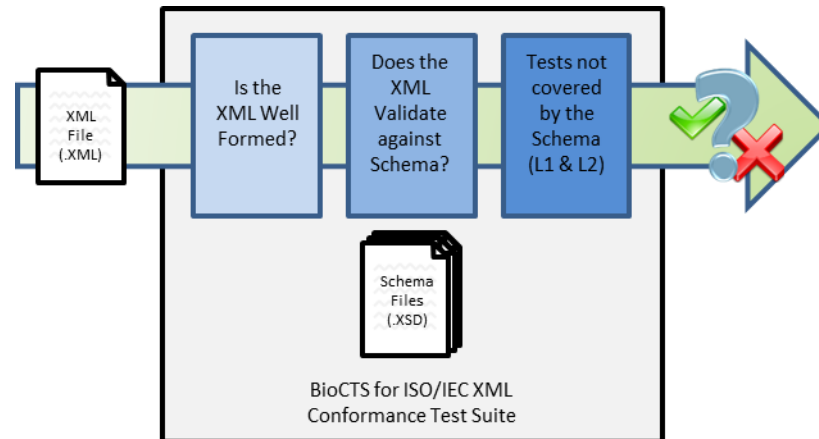 XML
File
(.XML)
Is the
XML Well
Formed?
Does the
XML
Validate
against
Schema?
Tests not
covered
by the
Schema
(L1 & L2)
Schema
Files
(.XSD)
BioCTS for ISO/IEC XML
Conformance Test Suite